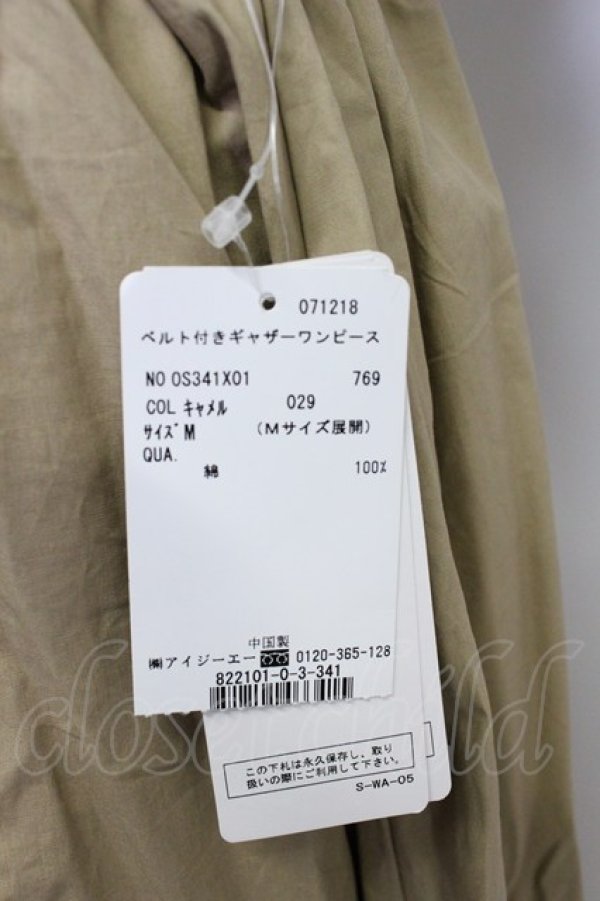 071218
ベルト付きギャザーワンピース
NO OS341X01 769
COL キャメル 029
サイズ M (Mサイズ展開)
QUA.
綿 100%
中国製
㈱アイジーエー 0120-365-128
822101-0-3-341
この下札は永久保存し、取り
扱いの際にご利用して下さい。
S-WA-05
closet child